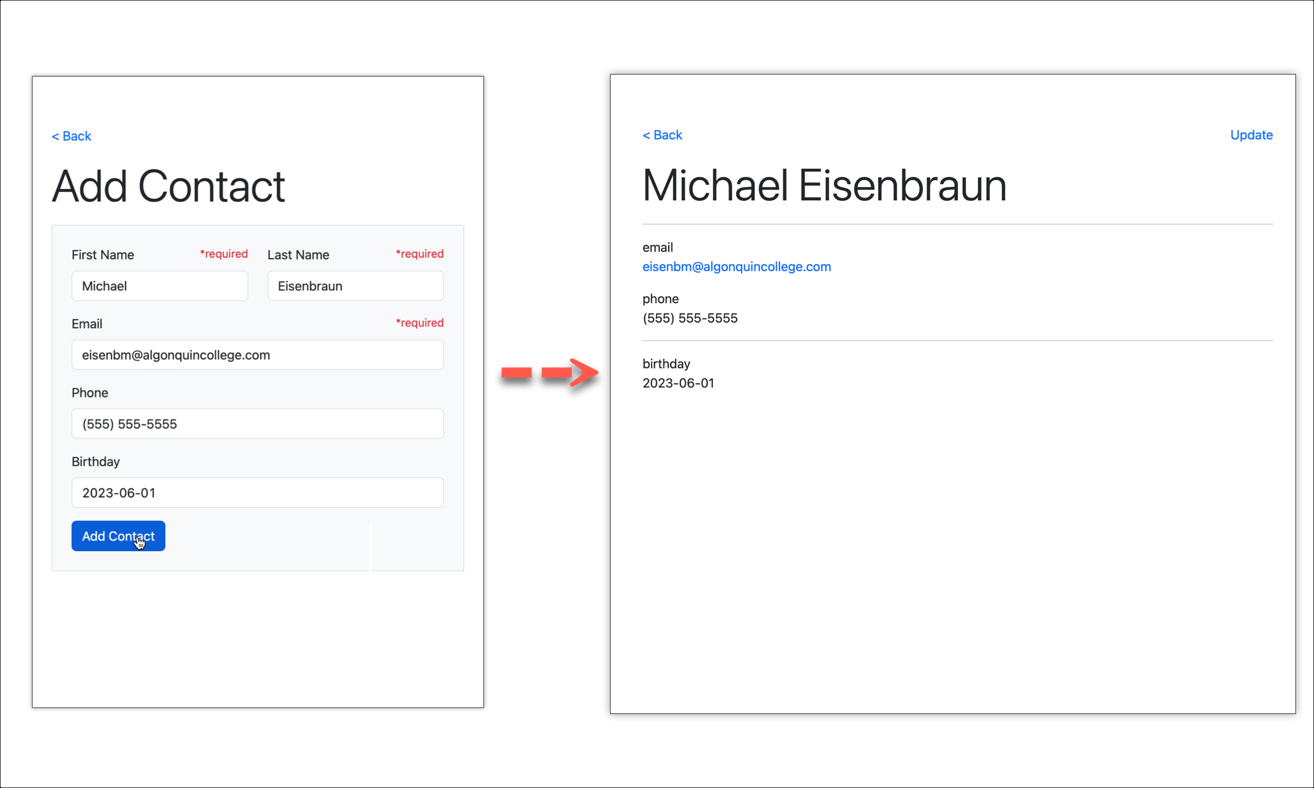 < Back
Add Contact
First Name *required Last Name *required
Michael Eisenbraun
Email *required
eisenbm@algonquincollege.com
Phone
(555) 555-5555
Birthday
2023-06-01
Add Contact
< Back Update
Michael Eisenbraun
email
eisenbm@algonquincollege.com
phone
(555) 555-5555
birthday
2023-06-01